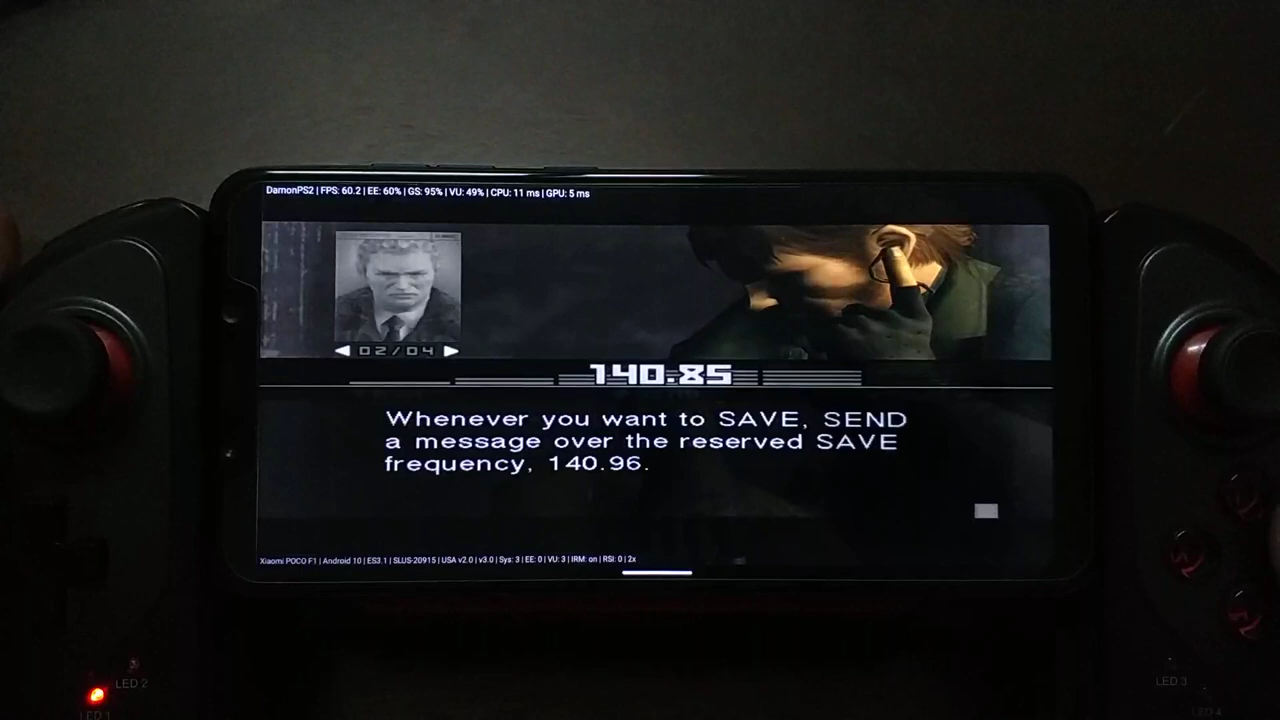 DamonPS2 | FPS: 60.2 | EE: 60% | GS: 95% | VU: 49% | CPU: 11 ms | GPU: 5 ms
02/04
140.85
Whenever you want to SAVE, SEND
a message over the reserved SAVE
frequency, 140.96.
Xiaomi POCO F1 | Android 10 | ES3.1 | SLUS-20915 | USA v2.0 | v3.0 | Sys: 3 | EE: 0 | VU: 3 | IRM: on | RSI: 0 | 2x
LED 2
LED 1
LED 3
LED 4